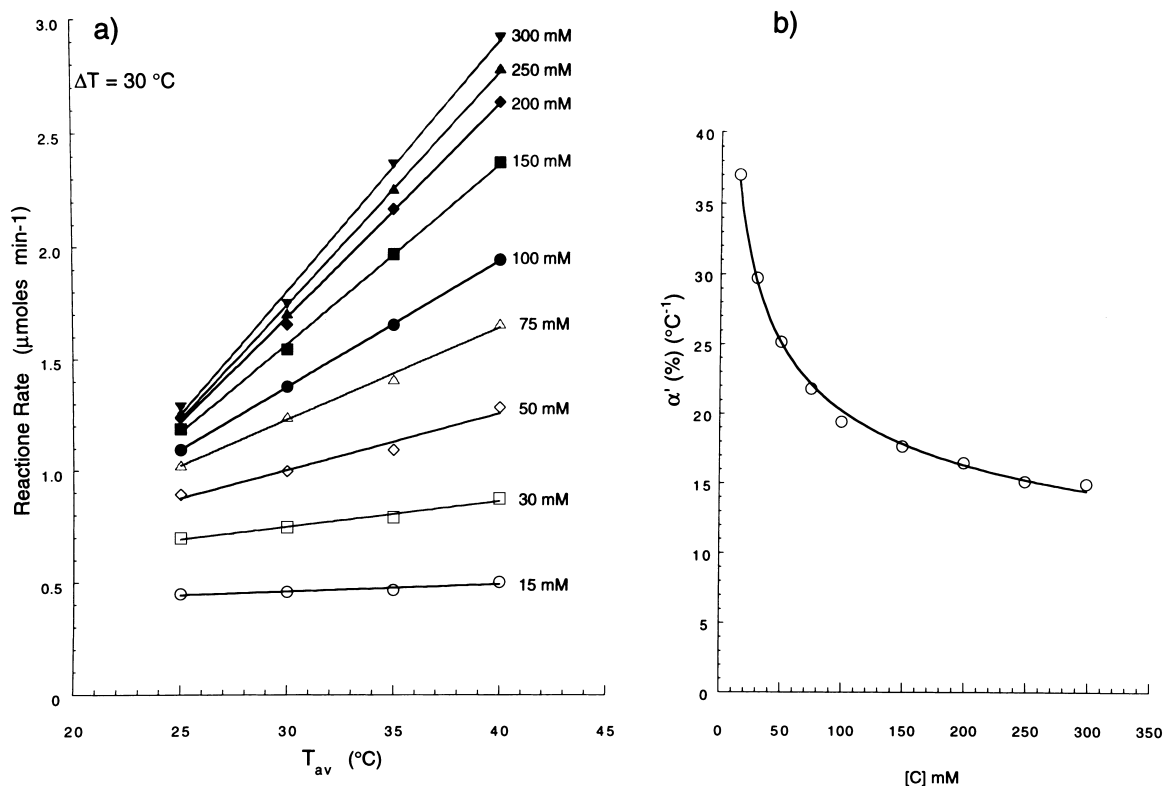 a)
ΔT = 30 °C
3.0
2.5
2.0
1.5
1.0
0.5
0
Reactione Rate (μmoles min-1)
300 mM
250 mM
200 mM
150 mM
100 mM
75 mM
50 mM
30 mM
15 mM
20 25 30 35 40 45
T_av (°C)
b)
40
35
30
25
20
15
10
5
0
α' (%) (°C⁻¹)
0 50 100 150 200 250 300 350
[C] mM